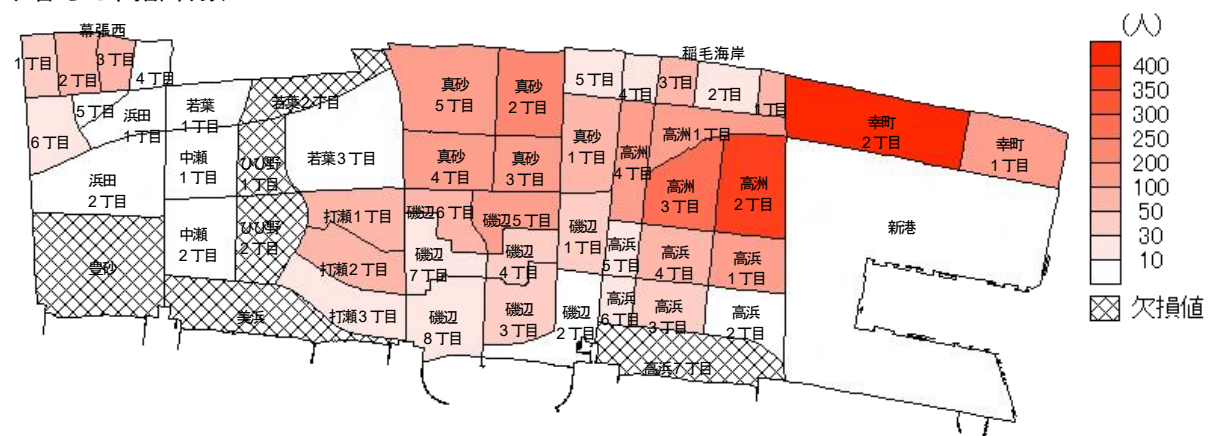 幕張西
1丁目
2丁目
3丁目
4丁目
5丁目
6丁目
浜田
1丁目
浜田
2丁目
若葉
1丁目
若葉2丁目
若葉3丁目
中瀬
1丁目
中瀬
2丁目
ひび野
1丁目
ひび野
2丁目
豊砂
美浜
打瀬1丁目
打瀬2丁目
打瀬3丁目
真砂
5丁目
真砂
2丁目
真砂
4丁目
真砂
3丁目
真砂
1丁目
磯辺6丁目
磯辺5丁目
磯辺
7丁目
磯辺
4丁目
磯辺
1丁目
磯辺
8丁目
磯辺
3丁目
磯辺
2丁目
稲毛海岸
5丁目
4丁目
3丁目
2丁目
1丁目
高洲1丁目
高洲
4丁目
高洲
3丁目
高洲
2丁目
高浜
5丁目
高浜
4丁目
高浜
1丁目
高浜
6丁目
高浜
3丁目
高浜
2丁目
高浜7丁目
幸町
2丁目
幸町
1丁目
新港
(人)
400
350
300
250
200
100
50
30
10
欠損値